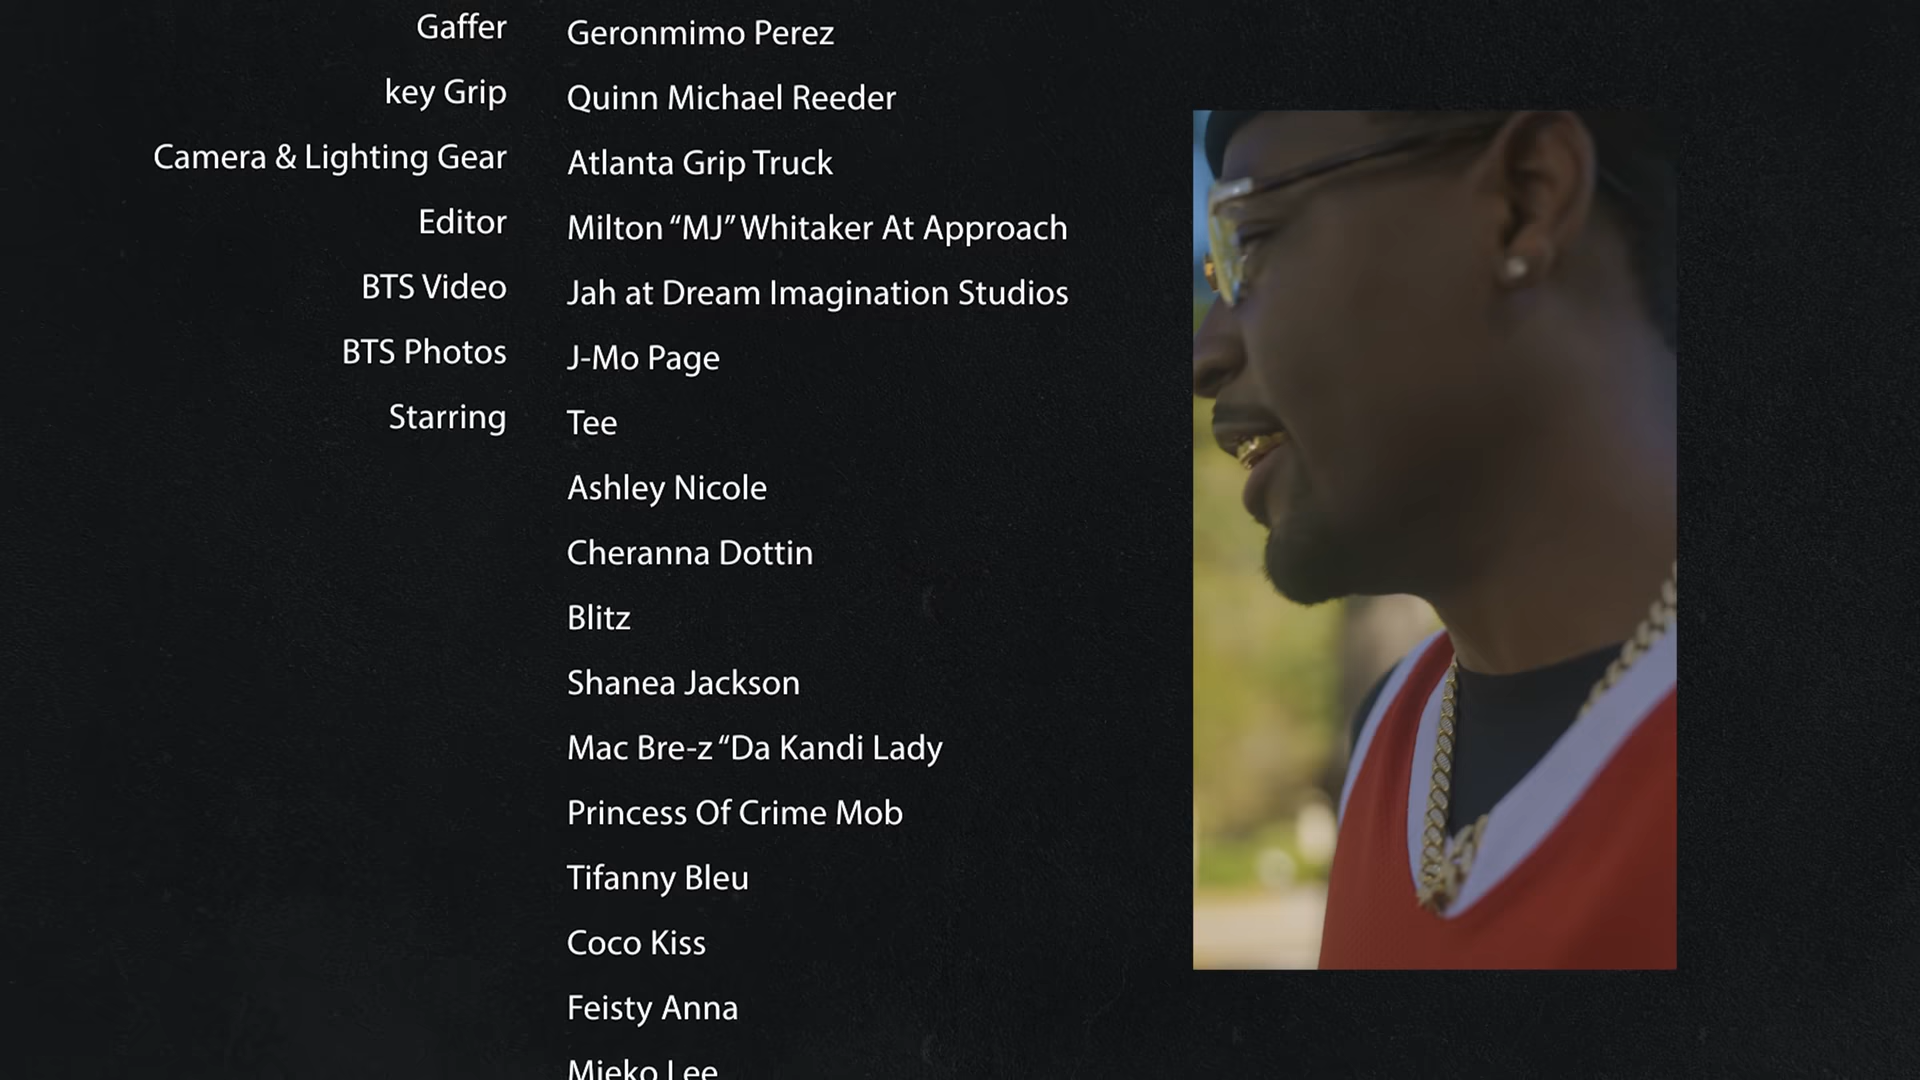 Gaffer Geronmimo Perez
key Grip Quinn Michael Reeder
Camera & Lighting Gear Atlanta Grip Truck
Editor Milton “MJ” Whitaker At Approach
BTS Video Jah at Dream Imagination Studios
BTS Photos J-Mo Page
Starring Tee
Ashley Nicole
Cheranna Dottin
Blitz
Shanea Jackson
Mac Bre-z “Da Kandi Lady
Princess Of Crime Mob
Tifanny Bleu
Coco Kiss
Feisty Anna
Mieko Lee